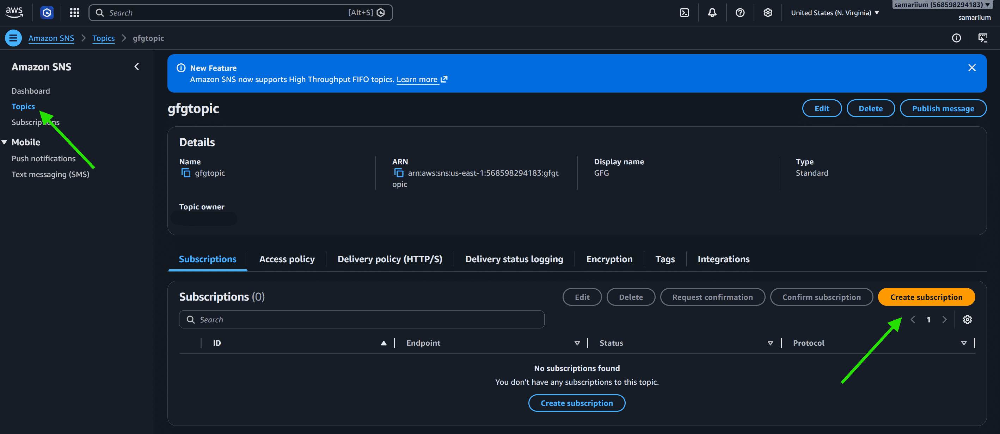 aws
Search
[Alt+S]
United States (N. Virginia)
samariium (568598294183)
samariium
Amazon SNS
Topics
gfgtopic
Amazon SNS
Dashboard
Topics
Subscriptions
Mobile
Push notifications
Text messaging (SMS)
New Feature
Amazon SNS now supports High Throughput FIFO topics. Learn more
gfgtopic
Edit
Delete
Publish message
Details
Name
gfgtopic
ARN
arn:aws:sns:us-east-1:568598294183:gfgt
opic
Display name
GFG
Type
Standard
Topic owner
Subscriptions
Access policy
Delivery policy (HTTP/S)
Delivery status logging
Encryption
Tags
Integrations
Subscriptions (0)
Edit
Delete
Request confirmation
Confirm subscription
Create subscription
Search
1
ID
Endpoint
Status
Protocol
No subscriptions found
You don't have any subscriptions to this topic.
Create subscription